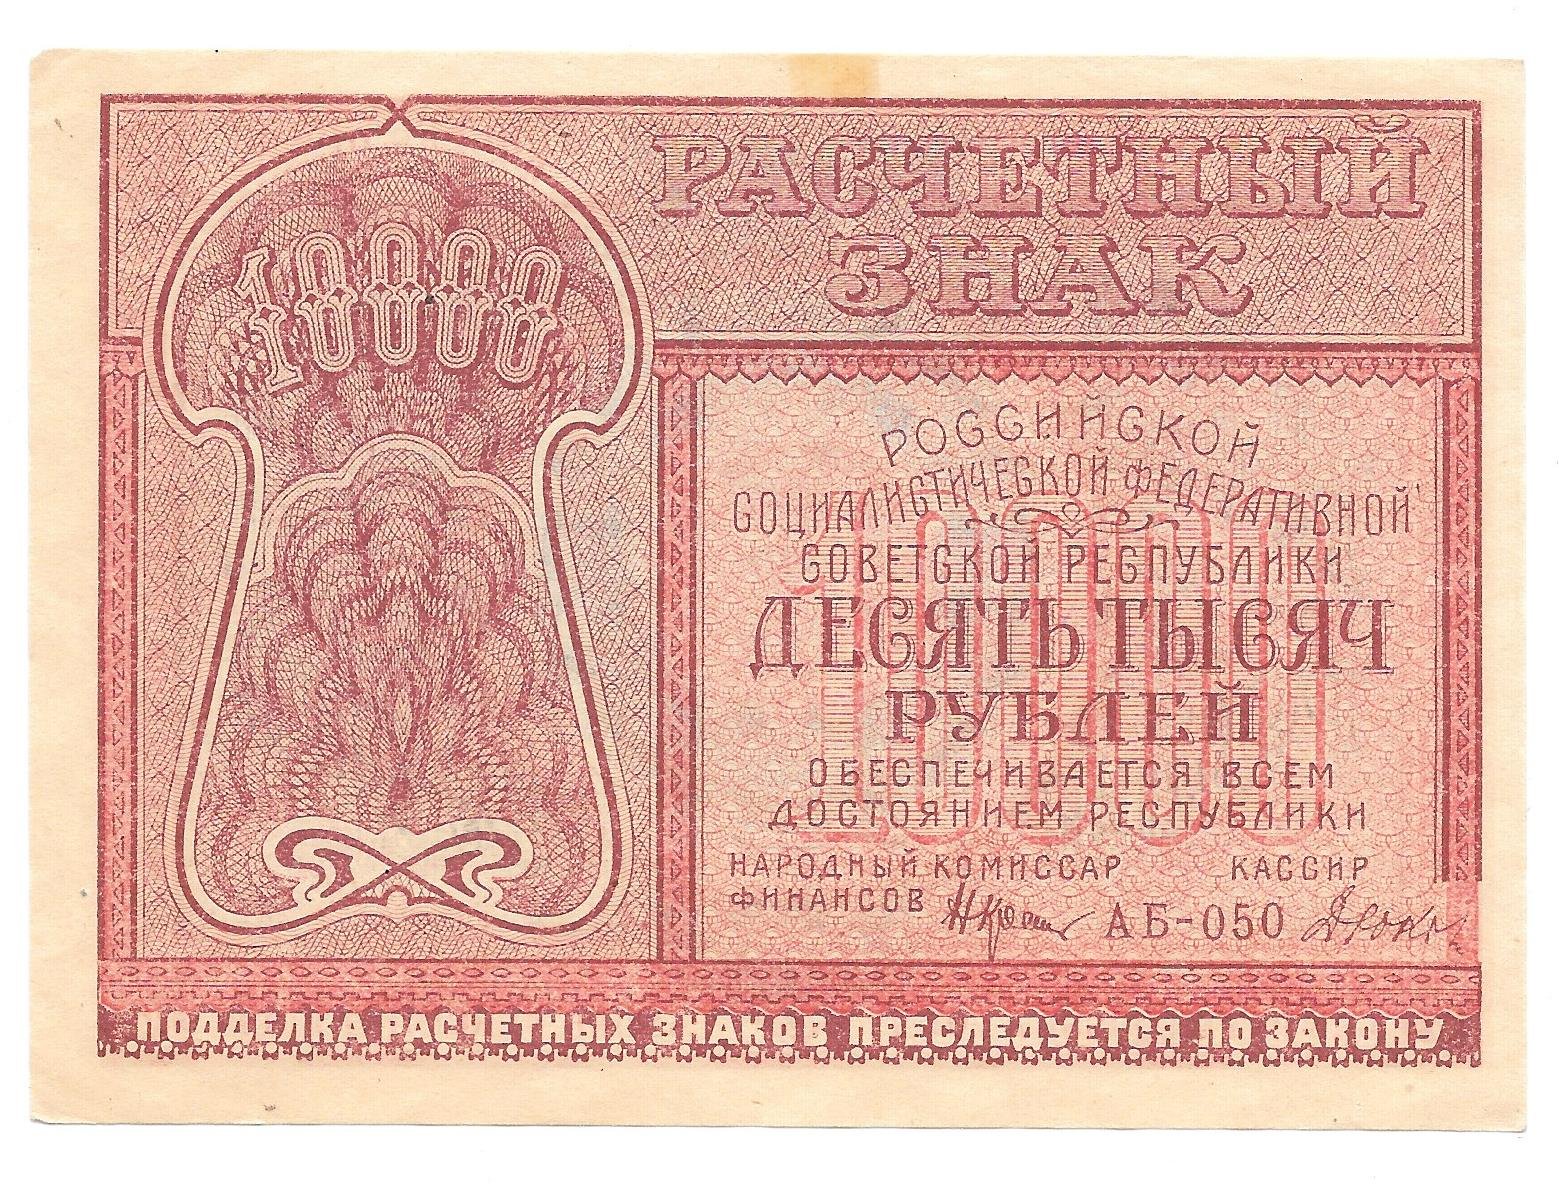 РАСЧЕТНЫЙ
ЗНАК
10000
РОССИЙСКОЙ
СОЦИАЛИСТИЧЕСКОЙ ФЕДЕРАТИВНОЙ
СОВЕТСКОЙ РЕСПУБЛИКИ
ДЕСЯТЬ ТЫСЯЧ
РУБЛЕЙ
10000
ОБЕСПЕЧИВАЕТСЯ ВСЕМ
ДОСТОЯНИЕМ РЕСПУБЛИКИ
НАРОДНЫЙ КОМИССАР КАССИР
ФИНАНСОВ АБ-050
ПОДДЕЛКА РАСЧЕТНЫХ ЗНАКОВ ПРЕСЛЕДУЕТСЯ ПО ЗАКОНУ